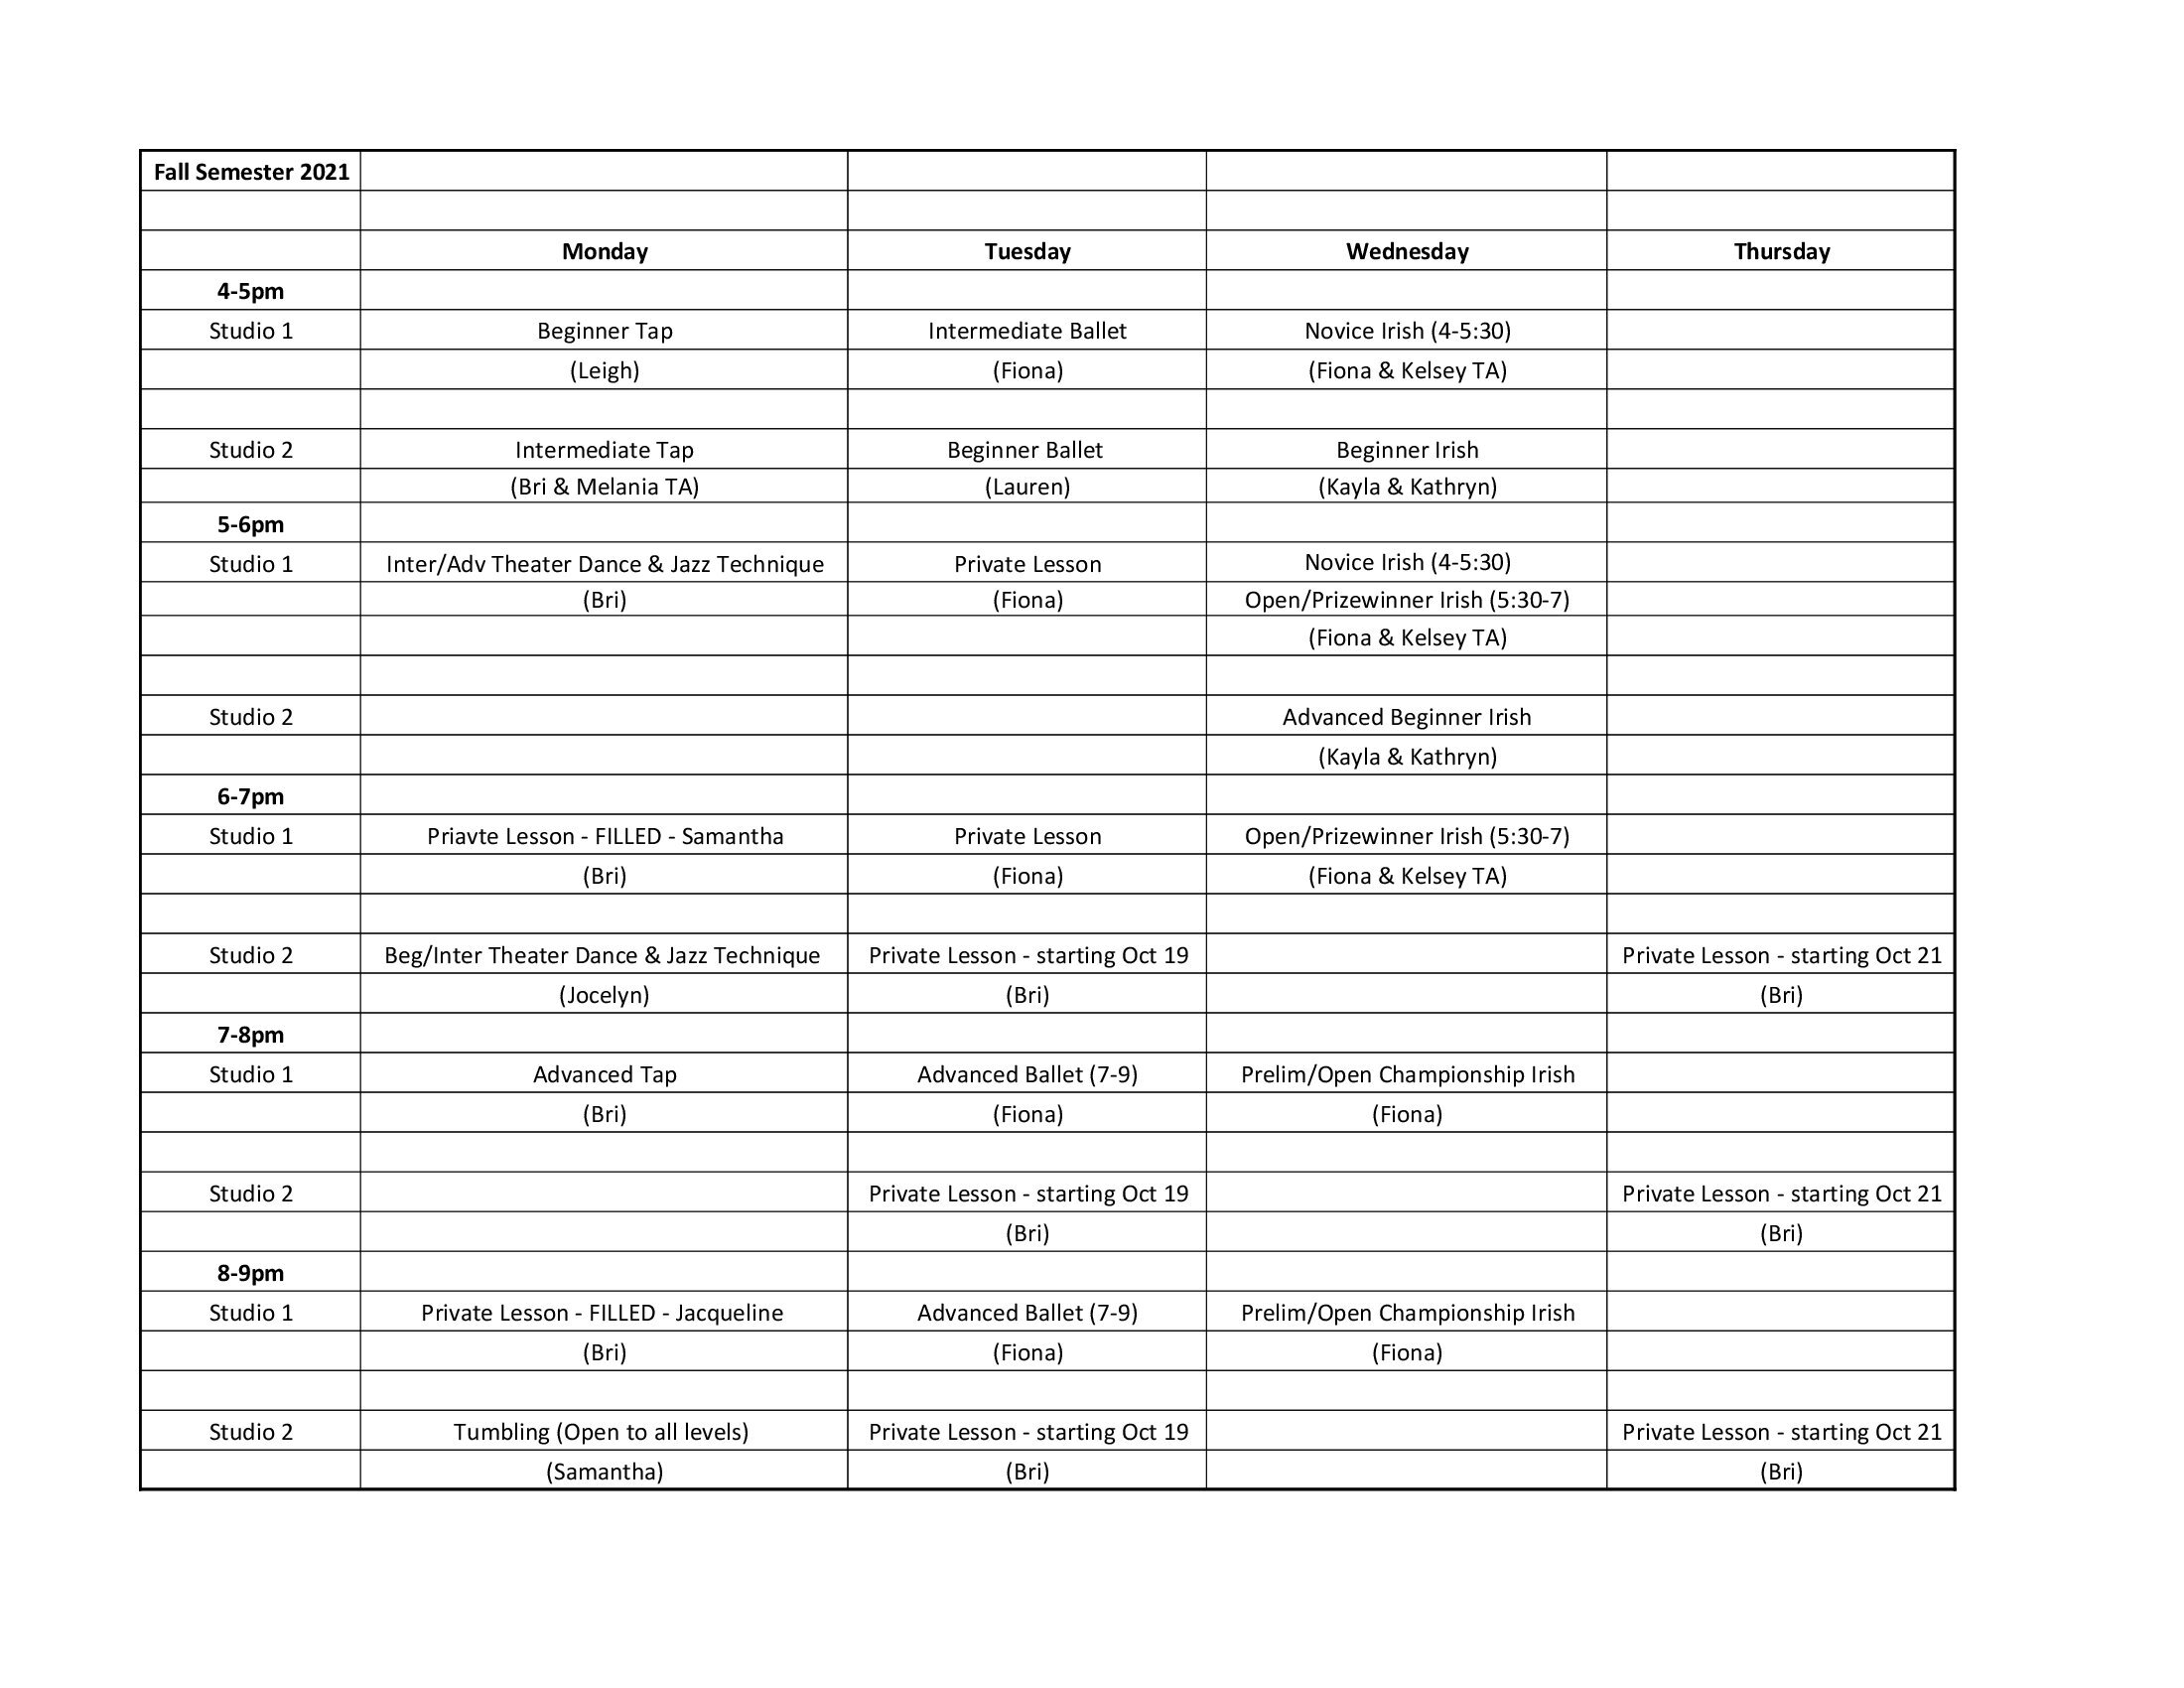 Fall Semester 2021
Monday Tuesday Wednesday Thursday
4-5pm
Studio 1 Beginner Tap Intermediate Ballet Novice Irish (4-5:30)
(Leigh) (Fiona) (Fiona & Kelsey TA)
Studio 2 Intermediate Tap Beginner Ballet Beginner Irish
(Bri & Melania TA) (Lauren) (Kayla & Kathryn)
5-6pm
Studio 1 Inter/Adv Theater Dance & Jazz Technique Private Lesson Novice Irish (4-5:30)
(Bri) (Fiona) Open/Prizewinner Irish (5:30-7)
(Fiona & Kelsey TA)
Studio 2 Advanced Beginner Irish
(Kayla & Kathryn)
6-7pm
Studio 1 Priavte Lesson - FILLED - Samantha Private Lesson Open/Prizewinner Irish (5:30-7)
(Bri) (Fiona) (Fiona & Kelsey TA)
Studio 2 Beg/Inter Theater Dance & Jazz Technique Private Lesson - starting Oct 19 Private Lesson - starting Oct 21
(Jocelyn) (Bri) (Bri)
7-8pm
Studio 1 Advanced Tap Advanced Ballet (7-9) Prelim/Open Championship Irish
(Bri) (Fiona) (Fiona)
Studio 2 Private Lesson - starting Oct 19 Private Lesson - starting Oct 21
(Bri) (Bri)
8-9pm
Studio 1 Private Lesson - FILLED - Jacqueline Advanced Ballet (7-9) Prelim/Open Championship Irish
(Bri) (Fiona) (Fiona)
Studio 2 Tumbling (Open to all levels) Private Lesson - starting Oct 19 Private Lesson - starting Oct 21
(Samantha) (Bri) (Bri)